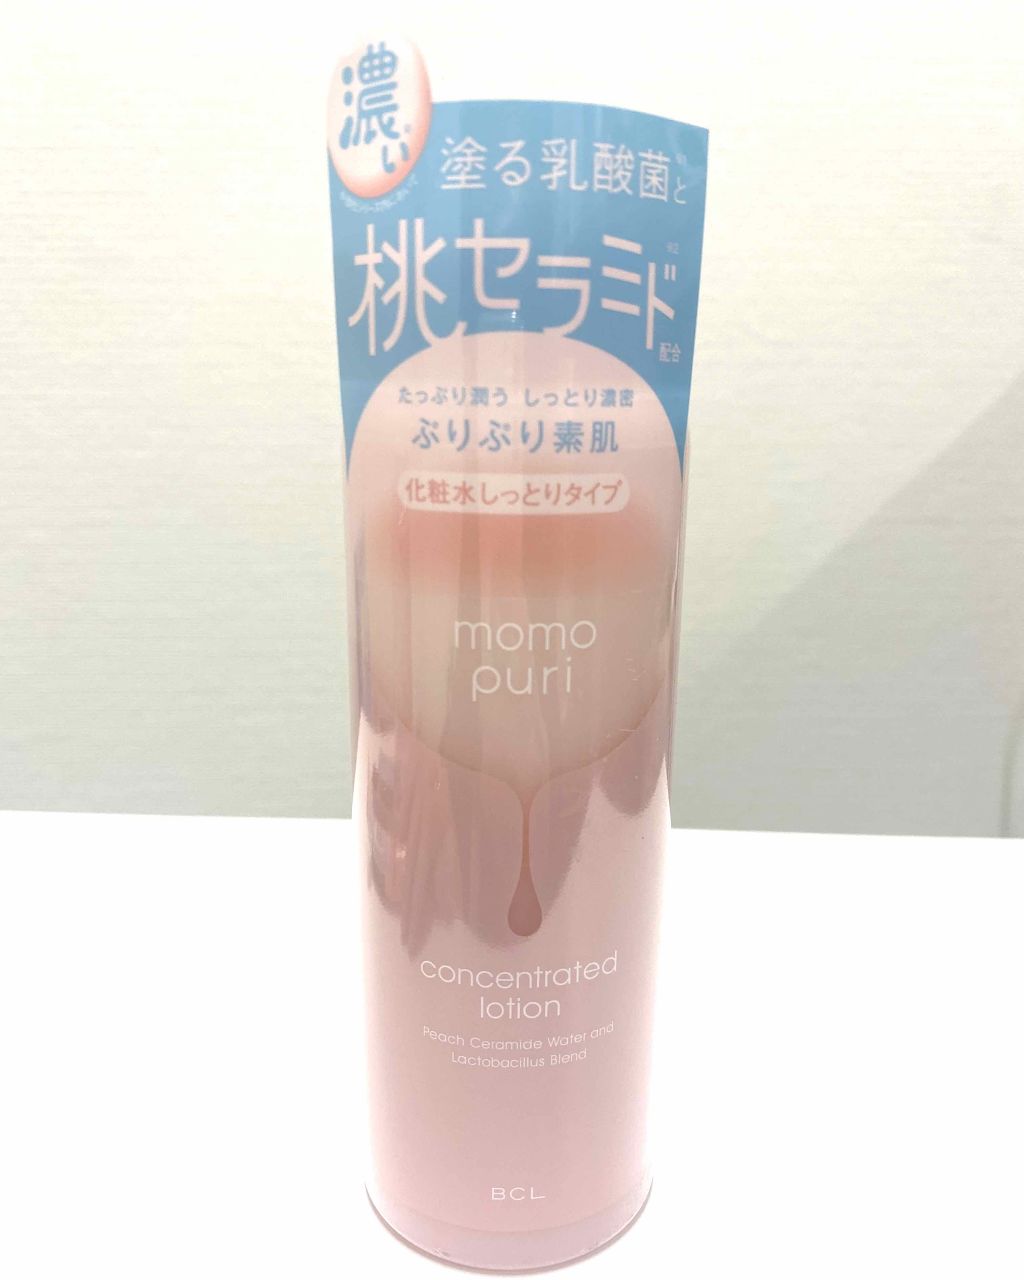 濃い
塗る乳酸菌と
桃セラミド
配合
たっぷり潤う しっとり濃密
ぷりぷり素肌
化粧水しっとりタイプ
momo
puri
concentrated
lotion
Peach Ceramide Water and
Lactobacillus Blend
BCL